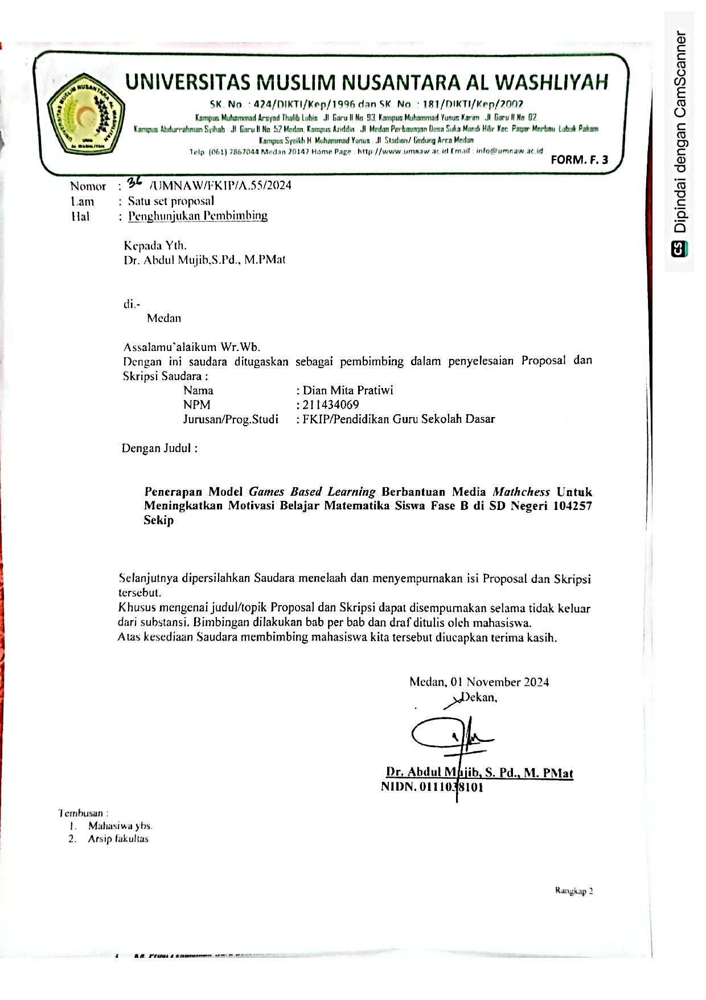 UNIVERSITAS MUSLIM NUSANTARA AL WASHLIYAH
SK. No. : 424/DIKTI/Kep/1996 dan SK. No. : 181/DIKTI/Kep/2002
Kampus Muhammad Arsyad Thalib Lubis : Jl Garu II No. 93, Kampus Muhammad Yunus Karim : Jl Garu II No. 02,
Kampus Abdurrahman Syihab : Jl Garu II No. 52 Medan, Kampus Aziddin : Jl Medan Perbaungan Desa Suka Mandi Hilir Kec. Pagar Merbau, Lubuk Pakam
Kampus Syeikh H. Muhammad Yunus : Jl Stadion/ Gedung Arca Medan
Telp. (061) 7867044 Medan 20147 Home Page : http://www.umnaw.ac.id Email : info@umnaw.ac.id
FORM. F. 3
UNIVERSITAS MUSLIM NUSANTARA AL WASHLIYAH
UMN
AL WASHLIYAH
Nomor : 36 /UMNAW/FKIP/A.55/2024
Lam : Satu set proposal
Hal : Penghunjukan Pembimbing
Kepada Yth.
Dr. Abdul Mujib,S.Pd., M.PMat
di.-
Medan
Assalamu'alaikum Wr.Wb.
Dengan ini saudara ditugaskan sebagai pembimbing dalam penyelesaian Proposal dan
Skripsi Saudara :
Nama : Dian Mita Pratiwi
NPM : 211434069
Jurusan/Prog.Studi : FKIP/Pendidikan Guru Sekolah Dasar
Dengan Judul :
Penerapan Model Games Based Learning Berbantuan Media Mathchess Untuk
Meningkatkan Motivasi Belajar Matematika Siswa Fase B di SD Negeri 104257
Sekip
Selanjutnya dipersilahkan Saudara menelaah dan menyempurnakan isi Proposal dan Skripsi
tersebut.
Khusus mengenai judul/topik Proposal dan Skripsi dapat disempurnakan selama tidak keluar
dari substansi. Bimbingan dilakukan bab per bab dan draf ditulis oleh mahasiswa.
Atas kesediaan Saudara membimbing mahasiswa kita tersebut diucapkan terima kasih.
Medan, 01 November 2024
Dekan,
Dr. Abdul Mujib, S. Pd., M. PMat
NIDN. 0111038101
Tembusan :
1. Mahasiwa ybs.
2. Arsip fakultas
Rangkap 2
CS Dipindai dengan CamScanner